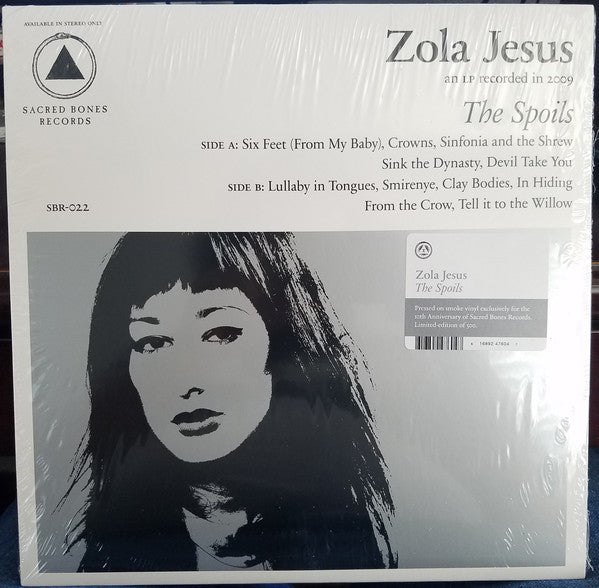 AVAILABLE IN STEREO ONLY
SACRED BONES
RECORDS
SBR-022
Zola Jesus
an LP recorded in 2009
The Spoils
SIDE A: Six Feet (From My Baby), Crowns, Sinfonia and the Shrew
Sink the Dynasty, Devil Take You
SIDE B: Lullaby in Tongues, Smirenye, Clay Bodies, In Hiding
From the Crow, Tell it to the Willow
Zola Jesus
The Spoils
Pressed on smoke vinyl exclusively for the
10th Anniversary of Sacred Bones Records.
Limited edition of 500.